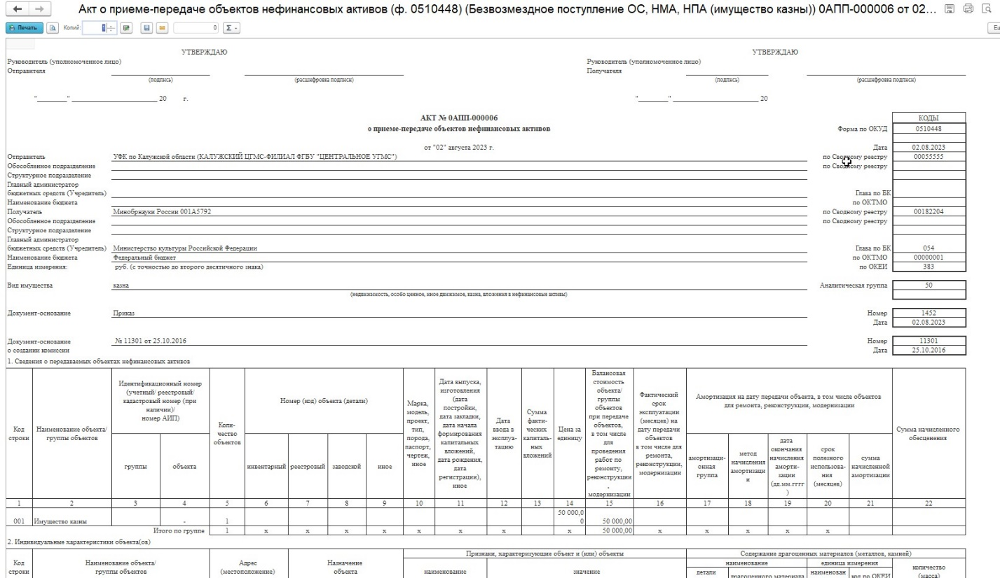 Акт о приеме-передаче объектов нефинансовых активов (ф. 0510448) (Безвозмездное поступление ОС, НМА, НПА (имущество казны)) 0АПП-000006 от 02...
Печать Копий: 1 0 Σ
УТВЕРЖДАЮ УТВЕРЖДАЮ
Руководитель (уполномоченное лицо) Руководитель (уполномоченное лицо)
Отправителя Получателя
(подпись) (расшифровка подписи) (подпись) (расшифровка подписи)
"_______" ____________________ 20 г. "_______" ____________________ 20
АКТ № 0АПП-000006 КОДЫ
о приеме-передаче объектов нефинансовых активов Форма по ОКУД 0510448
от "02" августа 2023 г. Дата 02.08.2023
Отправитель УФК по Калужской области (КАЛУЖСКИЙ ЦГМС-ФИЛИАЛ ФГБУ "ЦЕНТРАЛЬНОЕ УГМС") по Сводному реестру 00055555
Обособленное подразделение по Сводному реестру
Структурное подразделение
Главный администратор
бюджетных средств (Учредитель) Глава по БК
Наименование бюджета по ОКТМО
Получатель Минобрнауки России 001А5792 по Сводному реестру 00182204
Обособленное подразделение по Сводному реестру
Структурное подразделение
Главный администратор
бюджетных средств (Учредитель) Министерство культуры Российской Федерации Глава по БК 054
Наименование бюджета Федеральный бюджет по ОКТМО 00000001
Единица измерения: руб. (с точностью до второго десятичного знака) по ОКЕИ 383
Вид имущества казна Аналитическая группа 50
(недвижимость, особо ценное, иное движимое, казна, вложения в нефинансовые активы)
Документ-основание Приказ Номер 1452
Дата 02.08.2023
Документ-основание № 11301 от 25.10.2016 Номер 11301
о создании комиссии Дата 25.10.2016
1. Сведения о передаваемых объектах нефинансовых активов
Код
строки
Наименование объекта/
группы объектов
Идентификационный номер
(учетный/ реестровый/
кадастровый номер (при
наличии)/
номер АИП)
группы объекта
Коли-
чество
объектов
Номер (код) объекта (детали)
инвентарный реестровый заводской иное
Марка,
модель,
проект,
тип,
порода,
паспорт,
чертеж,
иное
Дата выпуска,
изготовления
(дата
постройки,
дата закладки,
дата начала
формирования
капитальных
вложений,
дата рождения,
дата
регистрации),
иное
Дата
ввода в
эксплуа-
тацию
Сумма
факти-
ческих
капиталь-
ных
вложений
Цена за
единицу
Балансовая
стоимость
объекта/
группы
объектов
при передаче
объектов,
в том числе
для
проведения
работ по
ремонту,
реконструкции
,
модернизации
Фактический
срок
эксплуатации
(месяцев) на
дату передачи
объектов
в том числе для
ремонта,
реконструкции,
модернизации
Амортизация на дату передачи объекта, в том числе объектов
для ремонта, реконструкции, модернизации
амортизаци-
онная
группа
метод
начисления
амортизаци
и
дата
окончания
начисления
аморти-
зации
(дд.мм.гггг
)
срок
полезного
использова-
ния
(месяцев)
сумма
начисленной
амортизации
Сумма начисленного
обесценения
1 2 3 4 5 6 7 8 9 10 11 12 13 14 15 16 17 18 19 20 21 22
001 Имущество казны - 1 50 000,0
0 50 000,00
Итого по группе 1 х х х х х х х х 50 000,00 х х х х х
2. Индивидуальные характеристики объекта(ов)
Код
строки
Наименование объекта/
группы объектов
Адрес
(местоположение)
Назначение
объекта
Признаки, характеризующие объект и (или) объекты
наименование значение
Содержание драгоценных материалов (металлов, камней)
наименование единица измерения
детали драгоценного материала наименован код по ОКЕИ
количество
(масса)